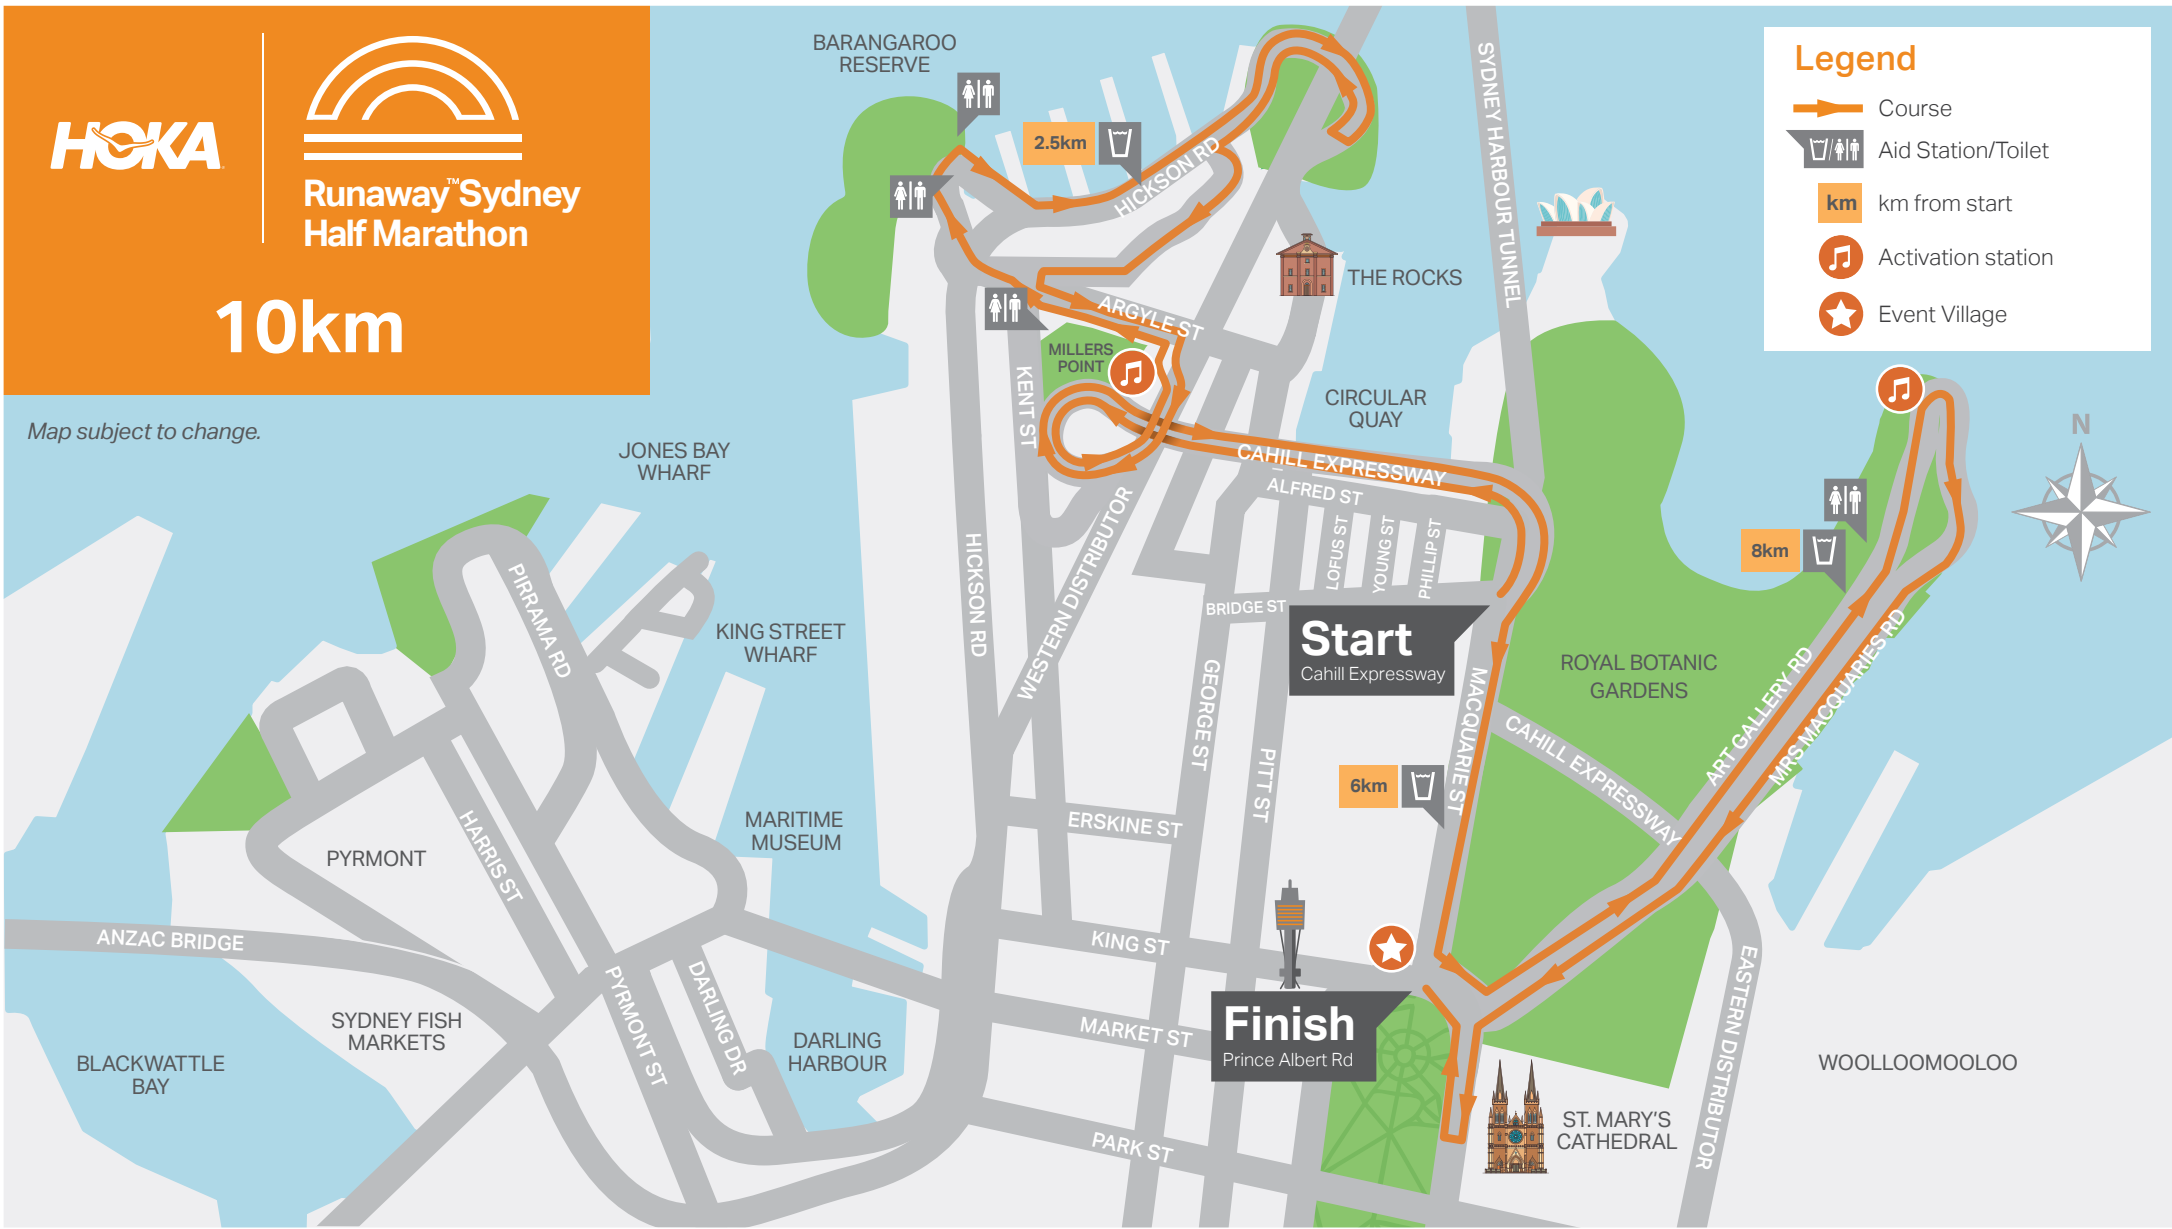 HOKA
Runaway™Sydney
Half Marathon
10km
Map subject to change.
Legend
Course
Aid Station/Toilet
km
km from start
Activation station
Event Village
N
BARANGAROO
RESERVE
2.5km
HICKSON RD
SYDNEY HARBOUR TUNNEL
THE ROCKS
ARGYLE ST
MILLERS
POINT
KENT ST
CIRCULAR
QUAY
CAHILL EXPRESSWAY
ALFRED ST
LOFUS ST
YOUNG ST
PHILLIP ST
BRIDGE ST
JONES BAY
WHARF
PIRRAMA RD
KING STREET
WHARF
HICKSON RD
WESTERN DISTRIBUTOR
GEORGE ST
PITT ST
Start
Cahill Expressway
MACQUARIE ST
ROYAL BOTANIC
GARDENS
CAHILL EXPRESSWAY
ART GALLERY RD
MRS MACQUARIES RD
8km
6km
ERSKINE ST
MARITIME
MUSEUM
PYRMONT
HARRIS ST
ANZAC BRIDGE
KING ST
MARKET ST
PARK ST
PYRMONT ST
DARLING DR
DARLING
HARBOUR
SYDNEY FISH
MARKETS
BLACKWATTLE
BAY
Finish
Prince Albert Rd
ST. MARY'S
CATHEDRAL
EASTERN DISTRIBUTOR
WOOLLOOMOOLOO